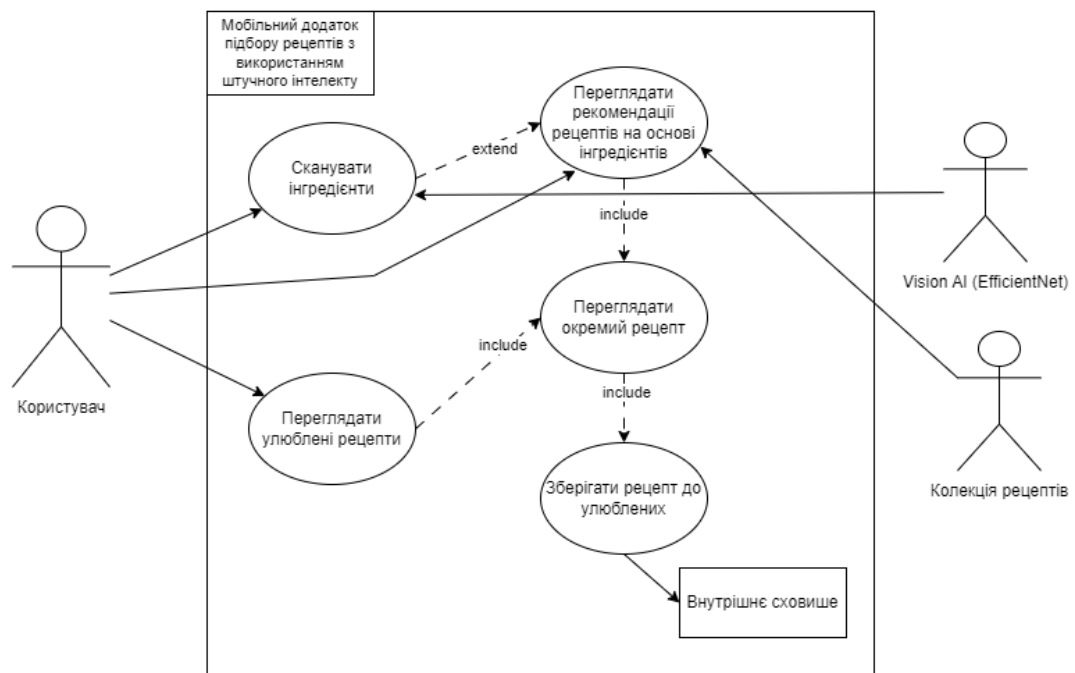 Мобільний додаток
підбору рецептів з
використанням
штучного інтелекту
Переглядати
рекомендації
рецептів на основі
інгредієнтів
extend
Сканувати
інгредієнти
include
Vision AI (EfficientNet)
Переглядати
окремий рецепт
include
include
Користувач
Переглядати
улюблені рецепти
Зберігати рецепт до
улюблених
Колекція рецептів
Внутрішнє сховише